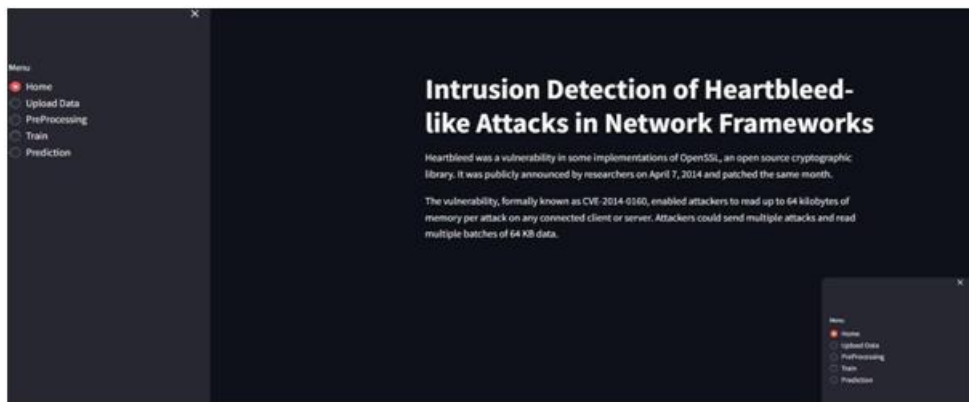 ×
Menu
Home
Upload Data
PreProcessing
Train
Prediction
Intrusion Detection of Heartbleed-
like Attacks in Network Frameworks
Heartbleed was a vulnerability in some implementations of OpenSSL, an open source cryptographic
library. It was publicly announced by researchers on April 7, 2014 and patched the same month.
The vulnerability, formally known as CVE-2014-0160, enabled attackers to read up to 64 kilobytes of
memory per attack on any connected client or server. Attackers could send multiple attacks and read
multiple batches of 64 KB data.
×
Menu
Home
Upload Data
PreProcessing
Train
Prediction